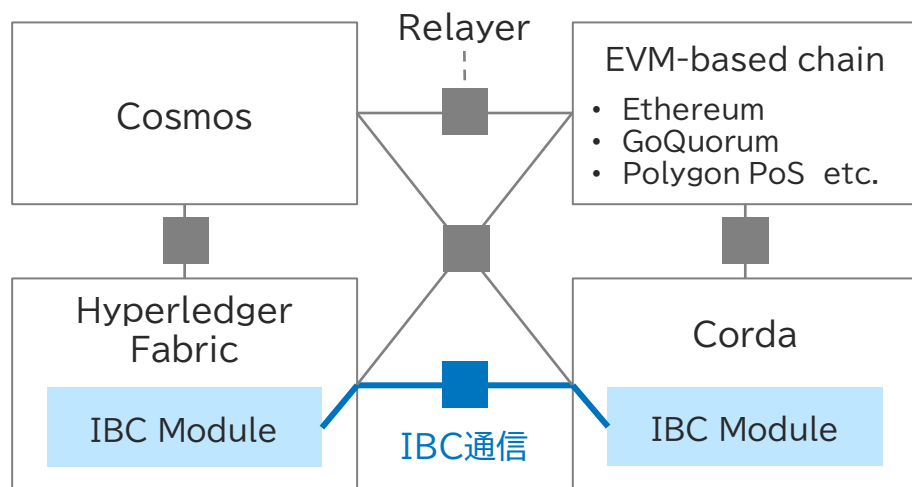 Relayer
Cosmos
EVM-based chain
• Ethereum
• GoQuorum
• Polygon PoS etc.
Hyperledger
Fabric
IBC Module
IBC通信
Corda
IBC Module